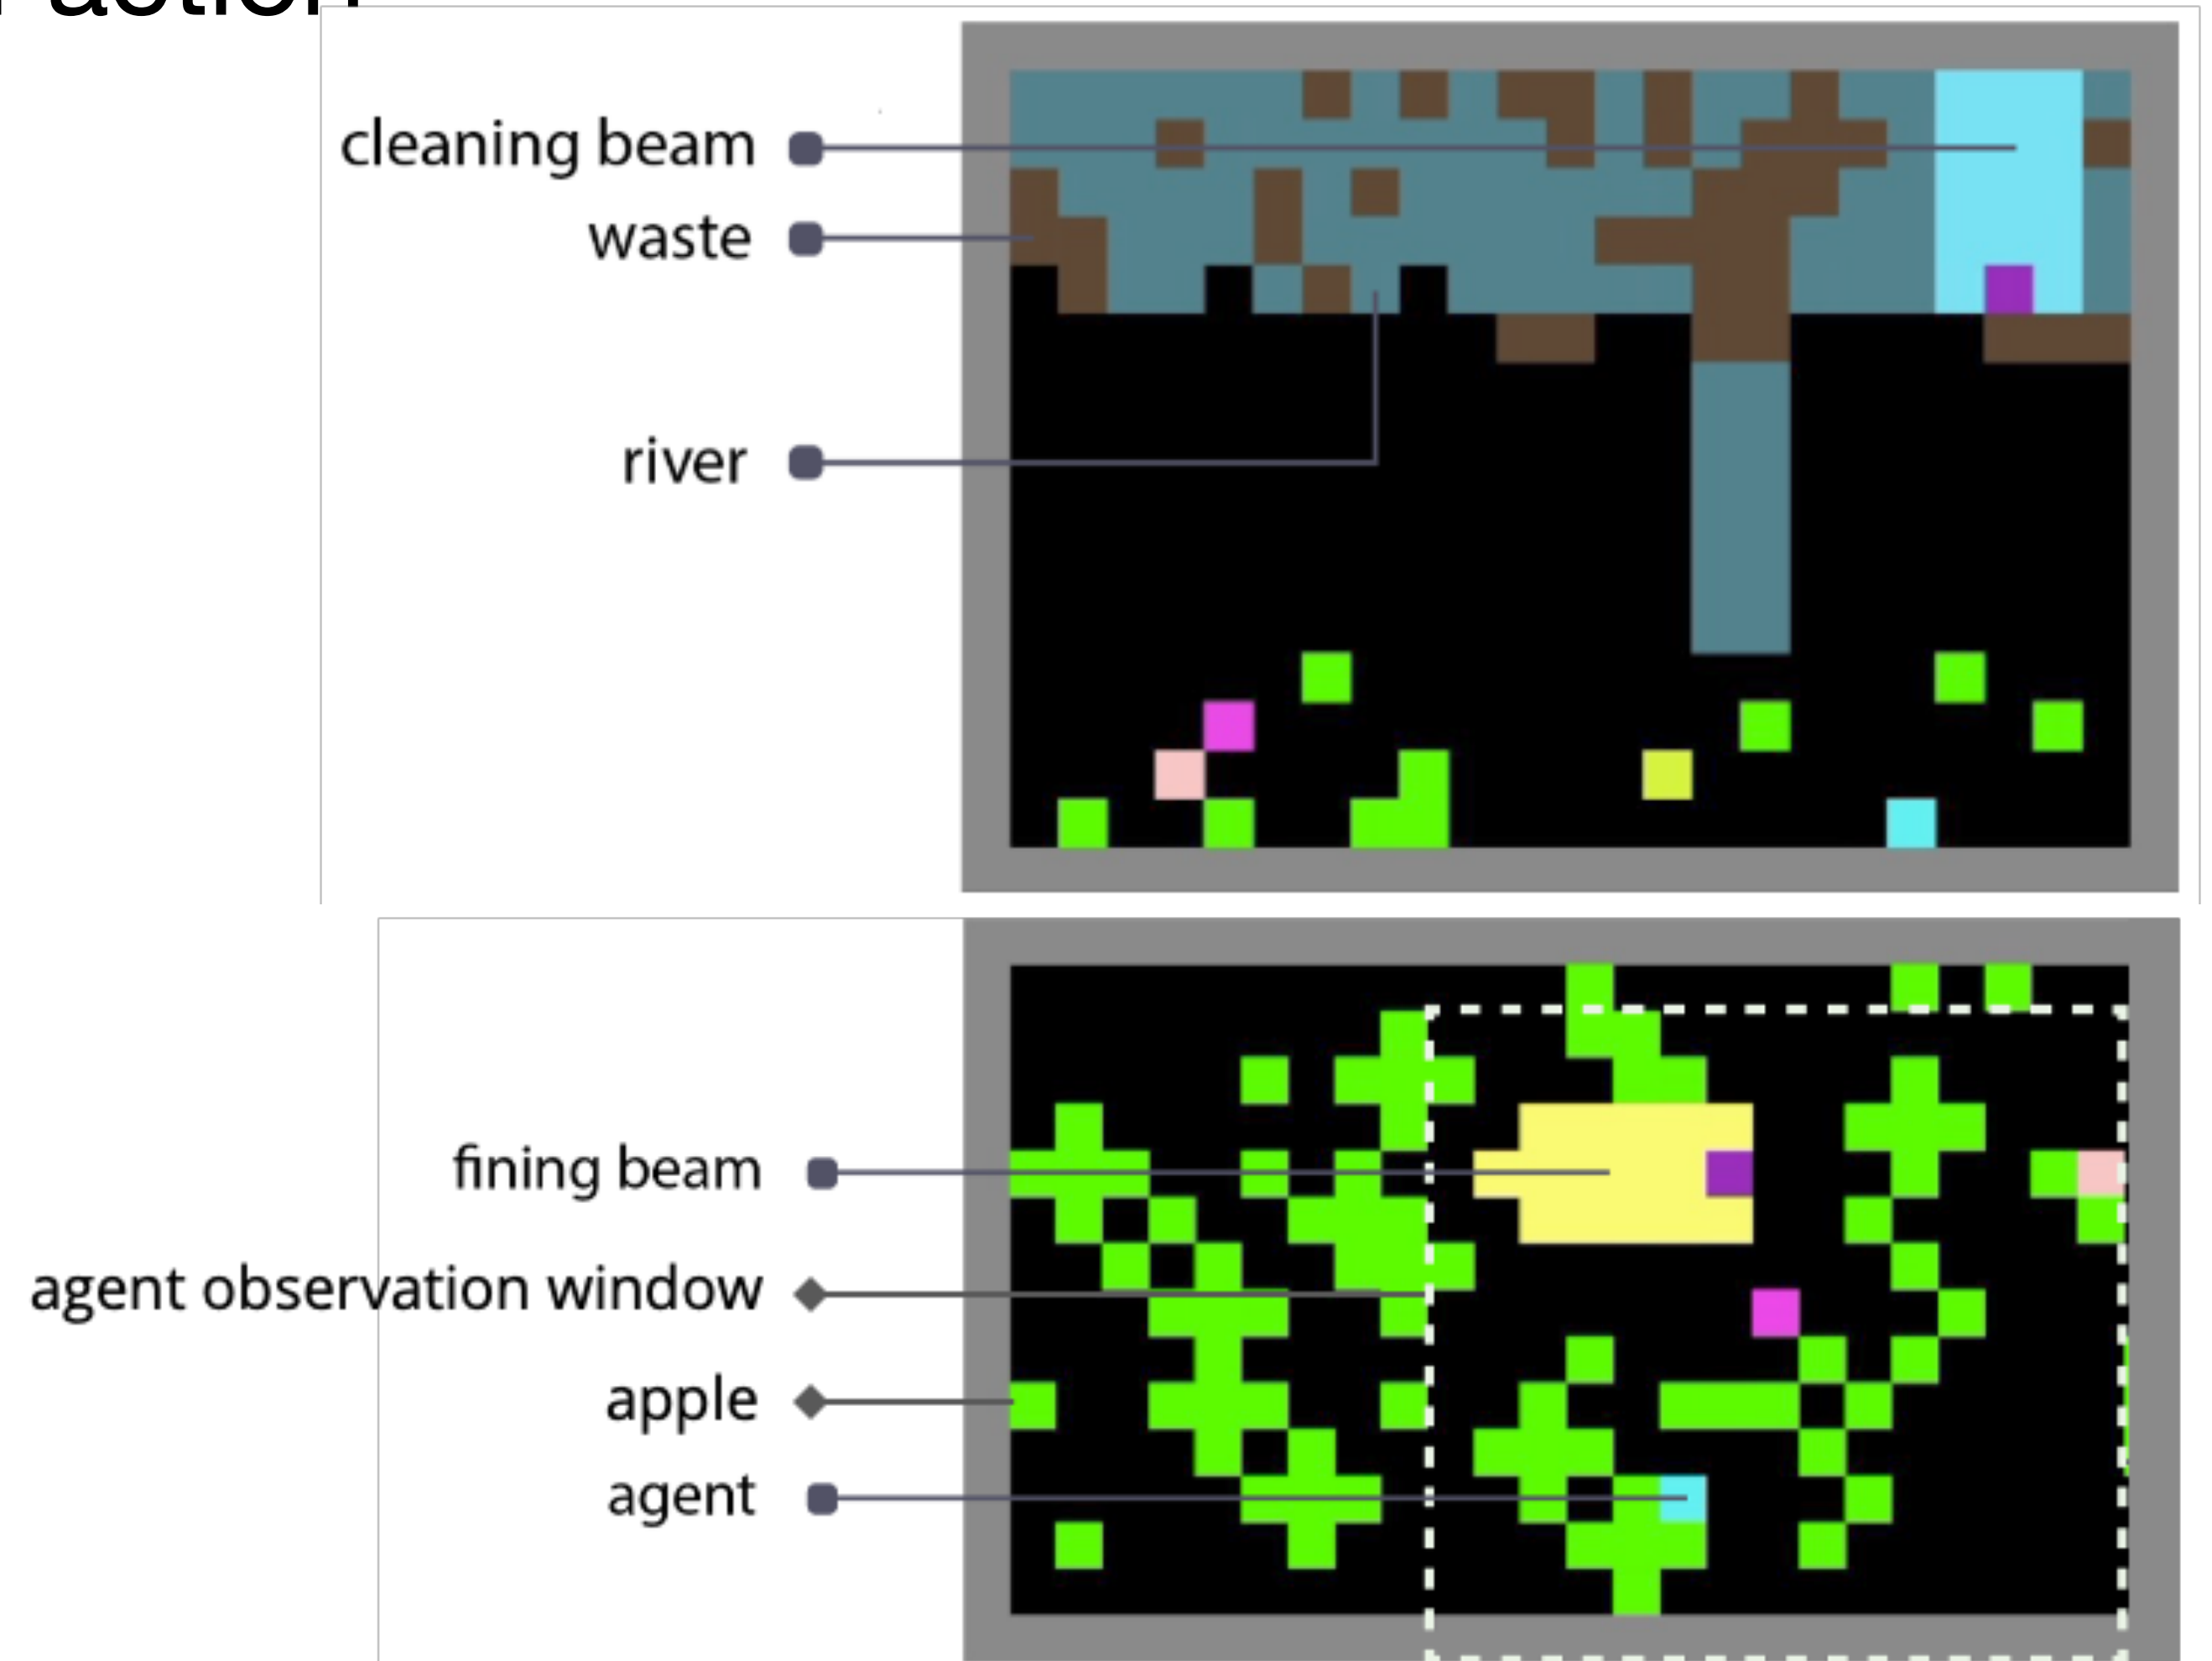 cleaning beam
waste
river
fining beam
agent observation window
apple
agent